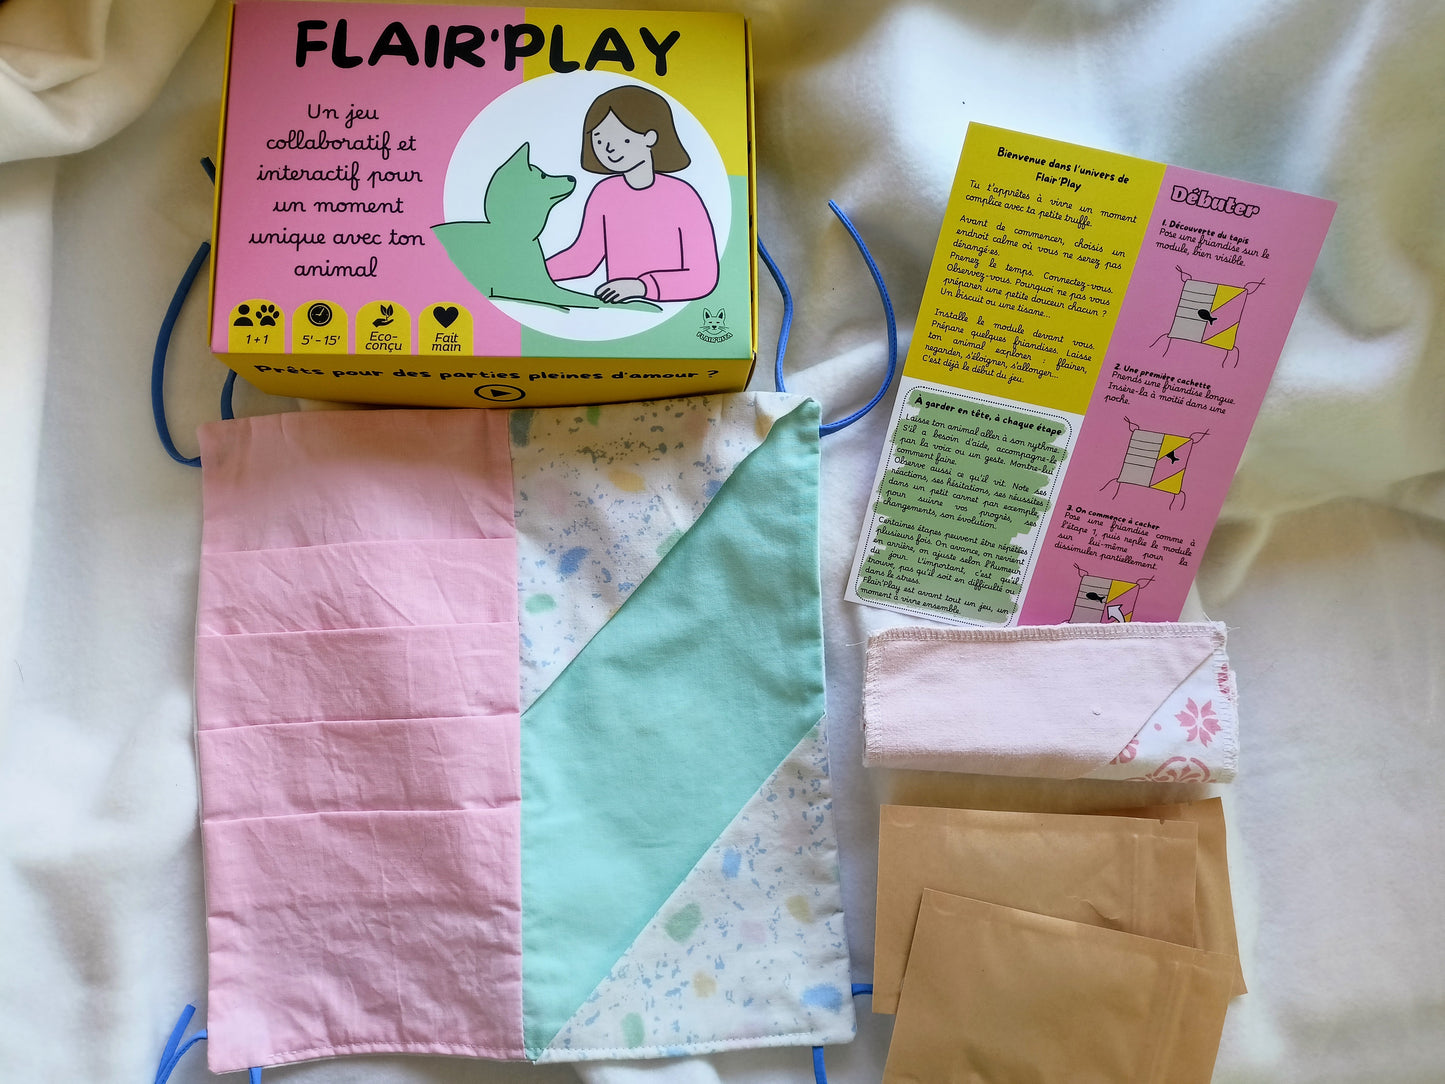 FLAIR'PLAY
Un jeu
collaboratif et
interactif pour
un moment
unique avec ton
animal
1 + 1
5' - 15'
Eco-
conçu
Fait
main
FLAIR'PLAY
Prêts pour des parties pleines d'amour ?
Bienvenue dans l'univers de
Flair'Play
Tu t'apprêtes à vivre un moment
complice avec ta petite truffe.
Avant de commencer, choisis un
endroit calme où vous ne serez pas
dérangé·es.
Prenez le temps. Connectez-vous.
Observez-vous. Pourquoi ne pas vous
préparer une petite douceur chacun ?
Un biscuit ou une tisane...
Installe le module devant vous.
Prépare quelques friandises. Laisse
ton animal explorer : flairer,
regarder, s'éloigner, s'allonger...
C'est déjà le début du jeu.
À garder en tête, à chaque étape
Laisse ton animal aller à son rythme.
S'il a besoin d'aide, accompagne-le
par la voix ou un geste. Montre-lui
comment faire.
Observe aussi ce qu'il vit. Note ses
réactions, ses hésitations, ses réussites
dans un petit carnet par exemple,
pour suivre vos progrès, ses
changements, son évolution.
Certaines étapes peuvent être répétées
plusieurs fois. On avance, on revient
en arrière, on ajuste selon l'humeur
du jour. L'important, c'est qu'il
trouve, pas qu'il soit en difficulté ou
dans le stress.
Flair'Play est avant tout un jeu, un
moment à vivre ensemble.
Débuter
1. Découverte du tapis
Pose une friandise sur le
module, bien visible.
2. Une première cachette
Prends une friandise longue.
Insère-la à moitié dans une
poche.
3. On commence à cacher
Pose une friandise comme à
l'étape 1, puis replie le module
sur lui-même pour la
dissimuler partiellement.